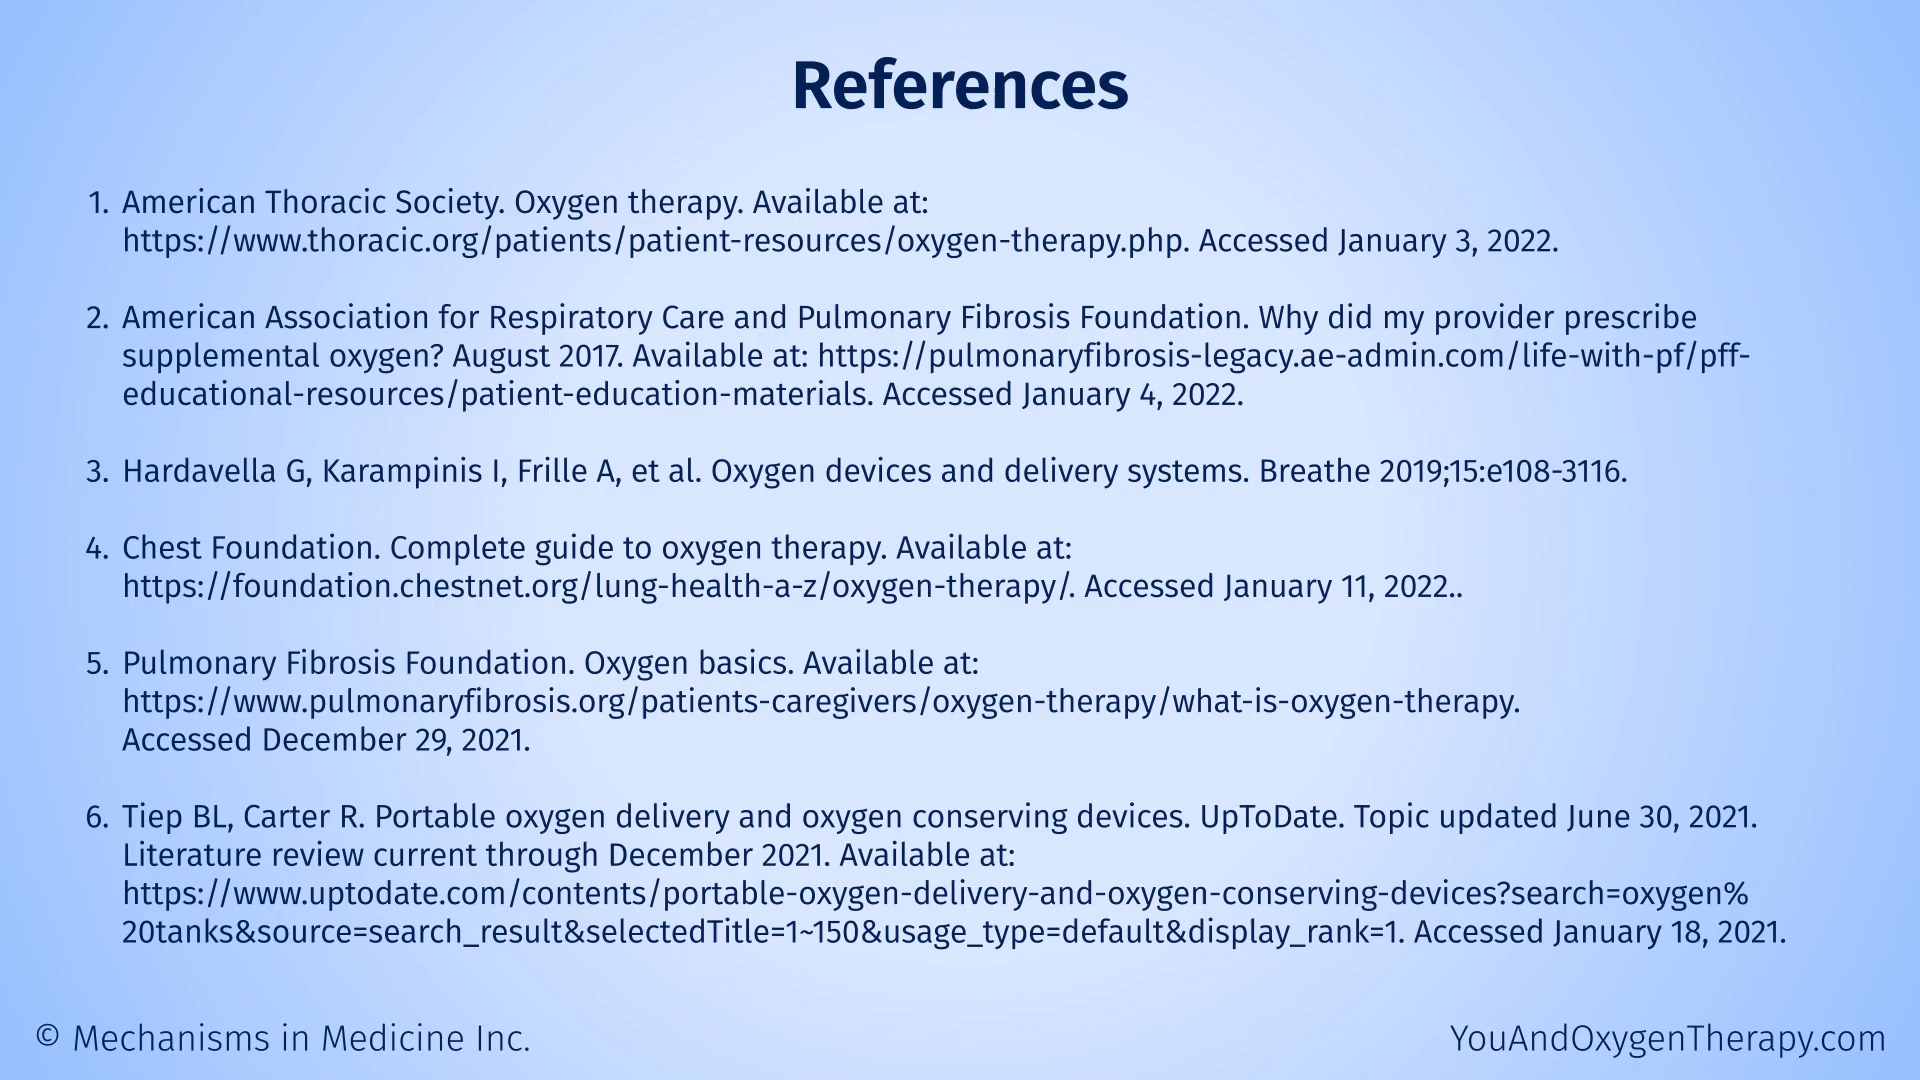 References
1. American Thoracic Society. Oxygen therapy. Available at:
https://www.thoracic.org/patients/patient-resources/oxygen-therapy.php. Accessed January 3, 2022.
2. American Association for Respiratory Care and Pulmonary Fibrosis Foundation. Why did my provider prescribe
supplemental oxygen? August 2017. Available at: https://pulmonaryfibrosis-legacy.ae-admin.com/life-with-pf/pff-
educational-resources/patient-education-materials. Accessed January 4, 2022.
3. Hardavella G, Karampinis I, Frille A, et al. Oxygen devices and delivery systems. Breathe 2019;15:e108-3116.
4. Chest Foundation. Complete guide to oxygen therapy. Available at:
https://foundation.chestnet.org/lung-health-a-z/oxygen-therapy/. Accessed January 11, 2022..
5. Pulmonary Fibrosis Foundation. Oxygen basics. Available at:
https://www.pulmonaryfibrosis.org/patients-caregivers/oxygen-therapy/what-is-oxygen-therapy.
Accessed December 29, 2021.
6. Tiep BL, Carter R. Portable oxygen delivery and oxygen conserving devices. UpToDate. Topic updated June 30, 2021.
Literature review current through December 2021. Available at:
https://www.uptodate.com/contents/portable-oxygen-delivery-and-oxygen-conserving-devices?search=oxygen%
20tanks&source=search_result&selectedTitle=1~150&usage_type=default&display_rank=1. Accessed January 18, 2021.
© Mechanisms in Medicine Inc.
YouAndOxygenTherapy.com